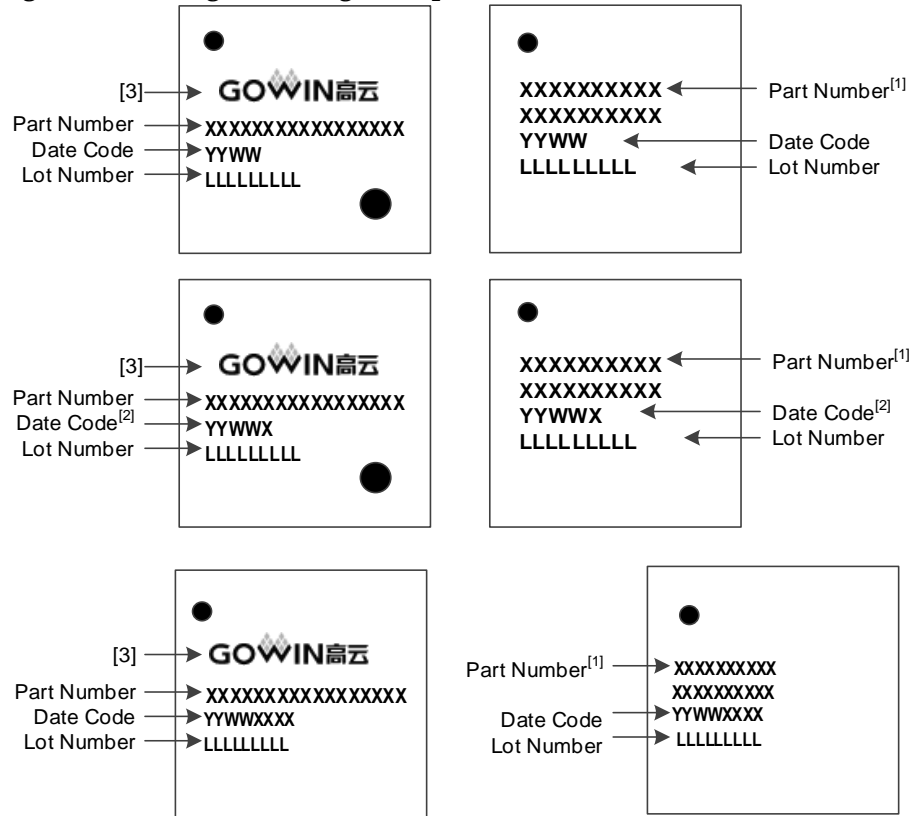 [3]
GOWIN高云
Part Number
XXXXXXXXXXXXXXXXX
Date Code
YYWW
Lot Number
LLLLLLLLL
XXXXXXXXXX
Part Number[1]
XXXXXXXXXX
YYWW
Date Code
LLLLLLLLL
Lot Number
[3]
GOWIN高云
Part Number
XXXXXXXXXXXXXXXXX
Date Code[2]
YYWWX
Lot Number
LLLLLLLLL
XXXXXXXXXX
Part Number[1]
XXXXXXXXXX
YYWWX
Date Code[2]
LLLLLLLLL
Lot Number
[3]
GOWIN高云
Part Number
XXXXXXXXXXXXXXXXX
Date Code
YYWWXXXX
Lot Number
LLLLLLLLL
Part Number[1]
XXXXXXXXXX
XXXXXXXXXX
Date Code
YYWWXXXX
Lot Number
LLLLLLLLL